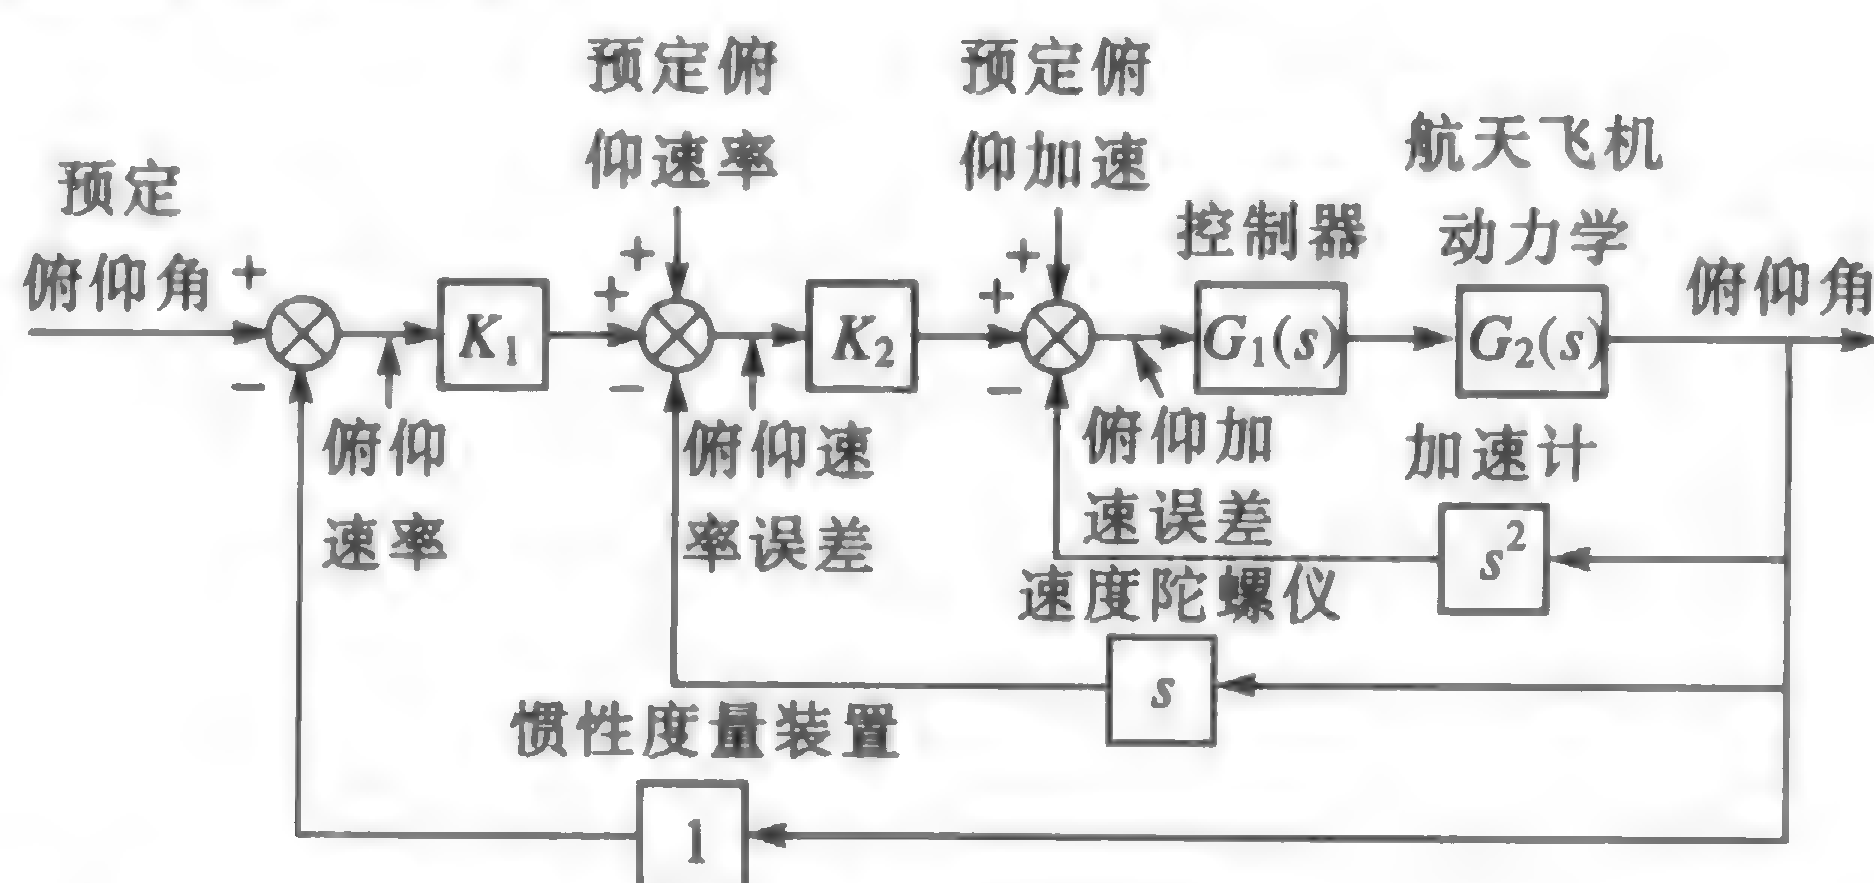 预定
俯仰角
+
−
K₁
俯仰
速率
预定俯
仰速率
+
+
−
K₂
俯仰速
率误差
预定俯
仰加速
+
+
−
俯仰加
速误差
控制器
G₁(s)
航天飞机
动力学
G₂(s)
俯仰角
加速计
s²
速度陀螺仪
s
惯性度量装置
1